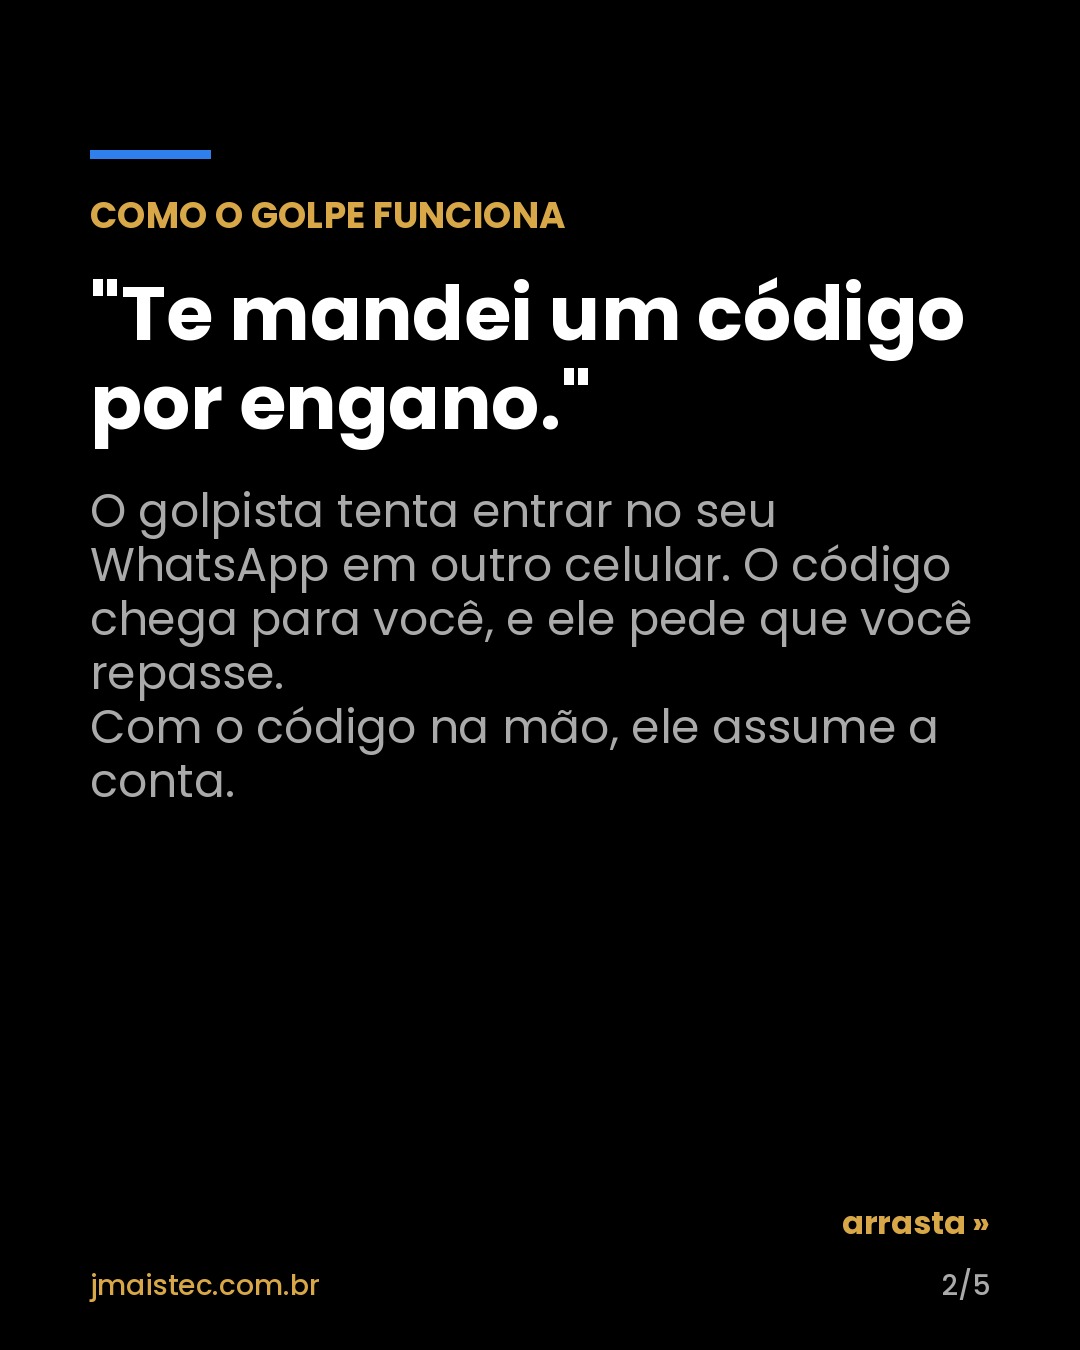 COMO O GOLPE FUNCIONA
"Te mandei um código
por engano."
O golpista tenta entrar no seu
WhatsApp em outro celular. O código
chega para você, e ele pede que você
repasse.
Com o código na mão, ele assume a
conta.
arrasta »
jmaistec.com.br
2/5